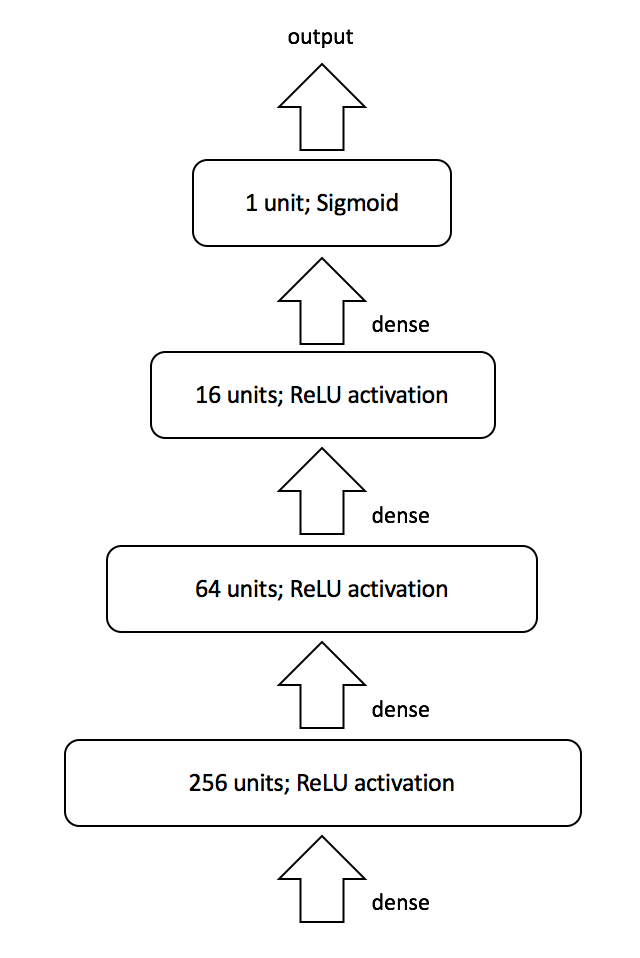 output
1 unit; Sigmoid
dense
16 units; ReLU activation
dense
64 units; ReLU activation
dense
256 units; ReLU activation
dense